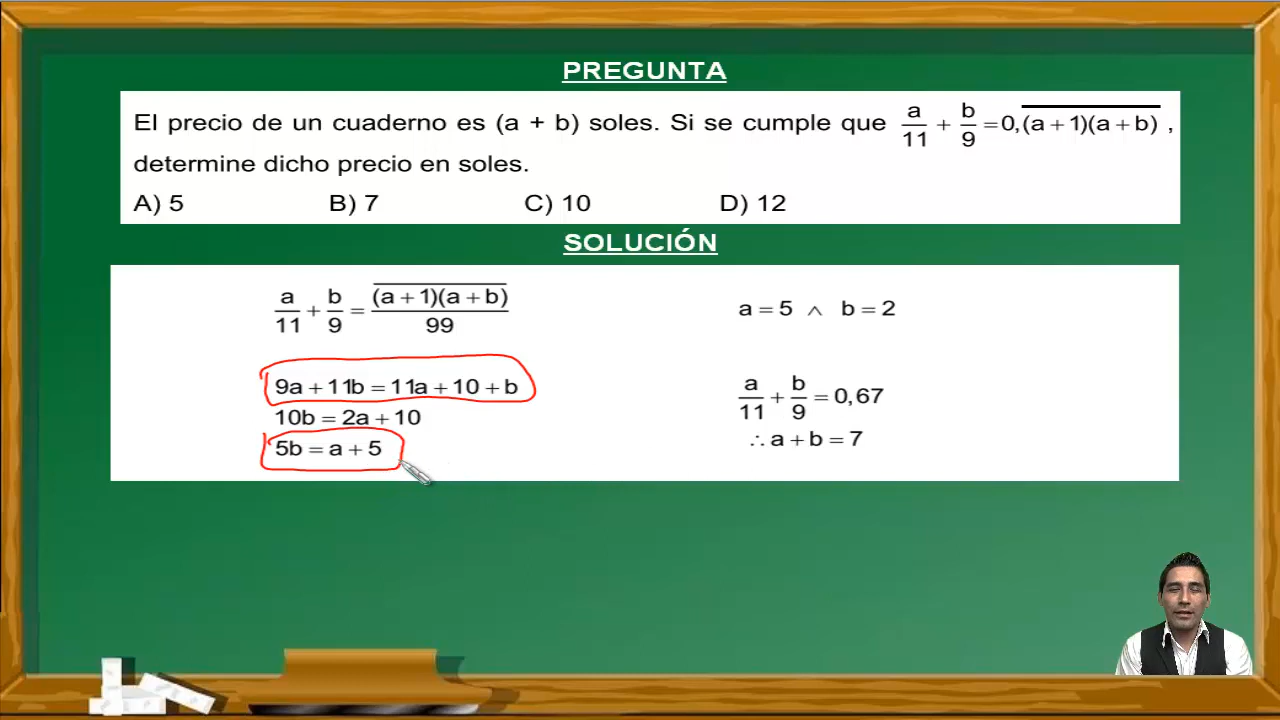 PREGUNTA
El precio de un cuaderno es (a + b) soles. Si se cumple que a/11 + b/9 = 0,(a + 1)(a + b) ,
determine dicho precio en soles.
A) 5 B) 7 C) 10 D) 12
SOLUCIÓN
a/11 + b/9 = (a + 1)(a + b)/99
9a + 11b = 11a + 10 + b
10b = 2a + 10
5b = a + 5
a = 5 ∧ b = 2
a/11 + b/9 = 0,67
∴ a + b = 7